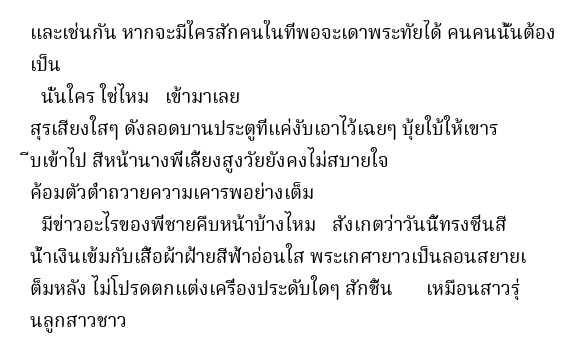 และเช่นกัน หากจะมีใครสักคนในที่พอจะเดาพระทัยได้ คนคนนั้นต้อง
เป็น
นั่นใคร ใช่ไหม เข้ามาเลย
สุรเสียงใสๆ ดังลอดบานประตูที่แค่งับเอาไว้เฉยๆ บุ้ยใบ้ให้เขาร
ีบเข้าไป สีหน้านางพี่เลี้ยงสูงวัยยังคงไม่สบายใจ
ค้อมตัวต่ำถวายความเคารพอย่างเต็ม
มีข่าวอะไรของพี่ชายคืบหน้าบ้างไหม สังเกตว่าวันนี้ทรงซิ่นสี
น้ำเงินเข้มกับเสื้อผ้าฝ้ายสีฟ้าอ่อนใส พระเกศายาวเป็นลอนสยายเ
ต็มหลัง ไม่โปรดตกแต่งเครื่องประดับใดๆ สักชิ้น เหมือนสาวรุ่
นลูกสาวชาว